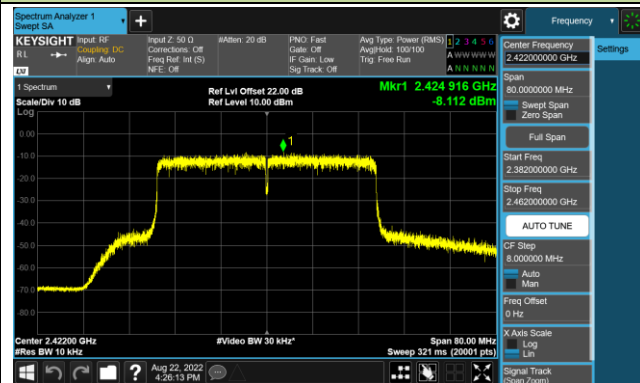 Spectrum Analyzer 1
Swept SA
Frequency
KEYSIGHT
RL
LXI
Input: RF
Coupling: DC
Align: Auto
Input Z: 50 Ω
Corrections: Off
Freq Ref: Int (S)
NFE: Off
#Atten: 20 dB
PNO: Fast
Gate: Off
IF Gain: Low
Sig Track: Off
Avg Type: Power (RMS)
Avg|Hold: 100/100
Trig: Free Run
1 2 3 4 5 6
A W W W W W
A N N N N N
1 Spectrum
Scale/Div 10 dB
Log
Ref Lvl Offset 22.00 dB
Ref Level 10.00 dBm
Mkr1 2.424 916 GHz
-8.112 dBm
1
0.00
-10.0
-20.0
-30.0
-40.0
-50.0
-60.0
-70.0
-80.0
Center 2.42200 GHz
#Res BW 10 kHz
#Video BW 30 kHz*
Span 80.00 MHz
Sweep 321 ms (20001 pts)
Aug 22, 2022
4:26:13 PM
Center Frequency
2.422000000 GHz
Settings
Span
80.0000000 MHz
Swept Span
Zero Span
Full Span
Start Freq
2.382000000 GHz
Stop Freq
2.462000000 GHz
AUTO TUNE
CF Step
8.000000 MHz
Auto
Man
Freq Offset
0 Hz
X Axis Scale
Log
Lin
Signal Track
(Span Zoom)